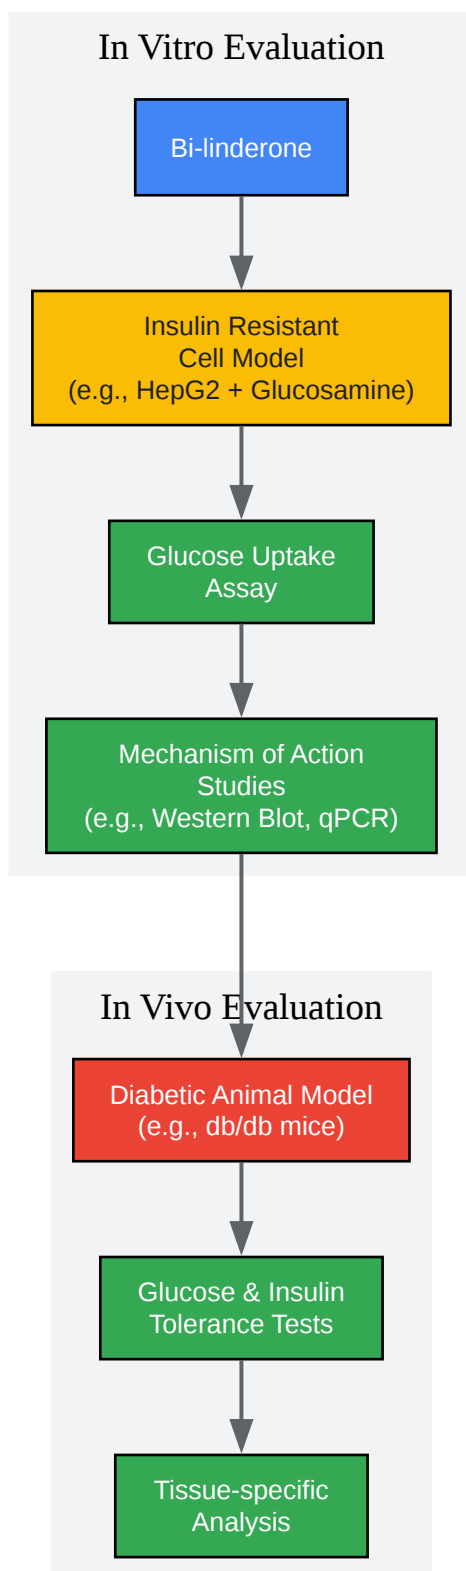 In Vitro Evaluation
Bi-linderone
Insulin Resistant
Cell Model
(e.g., HepG2 + Glucosamine)
Glucose Uptake
Assay
Mechanism of Action
Studies
(e.g., Western Blot, qPCR)
In Vivo Evaluation
Diabetic Animal Model
(e.g., db/db mice)
Glucose & Insulin
Tolerance Tests
Tissue-specific
Analysis